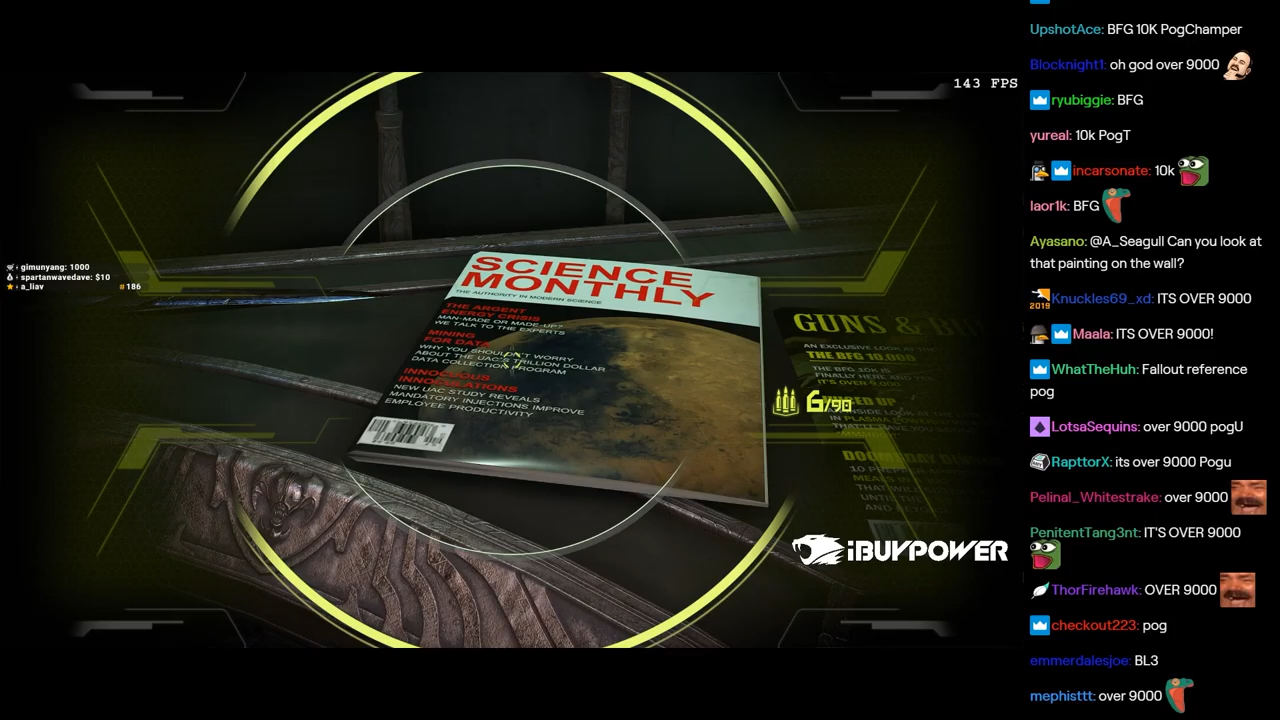 143 FPS
gimunyang: 1000
spartanwavedave: $10
a_liav #186
SCIENCE
MONTHLY
THE AUTHORITY IN MODERN SCIENCE
THE ARGENT
ENERGY CRISIS
MAN-MADE OR MADE-UP?
WE TALK TO THE EXPERTS
MINING
FOR DATA
WHY YOU SHOULDN'T WORRY
ABOUT THE UAC'S TRILLION DOLLAR
DATA COLLECTION PROGRAM
INNOCUOUS
INNOCULATIONS
NEW UAC STUDY REVEALS
MANDATORY INJECTIONS IMPROVE
EMPLOYEE PRODUCTIVITY
GUNS &
AN EXCLUSIVE LOOK AT
THE BFG 10,000
THE BFG 10K IS
FINALLY HERE AND
IT'S OVER 9,000
6/90
iBUYPOWER
UpshotAce: BFG 10K PogChamper
Blocknight1: oh god over 9000
ryubiggie: BFG
yureal: 10k PogT
incarsonate: 10k
laor1k: BFG
Ayasano: @A_Seagull Can you look at
that painting on the wall?
2019 Knuckles69_xd: ITS OVER 9000
Maala: ITS OVER 9000!
WhatTheHuh: Fallout reference
pog
LotsaSequins: over 9000 pogU
RapttorX: its over 9000 Pogu
Pelinal_Whitestrake: over 9000
PenitentTang3nt: IT'S OVER 9000
ThorFirehawk: OVER 9000
checkout223: pog
emmerdalesjoe: BL3
mephisttt: over 9000